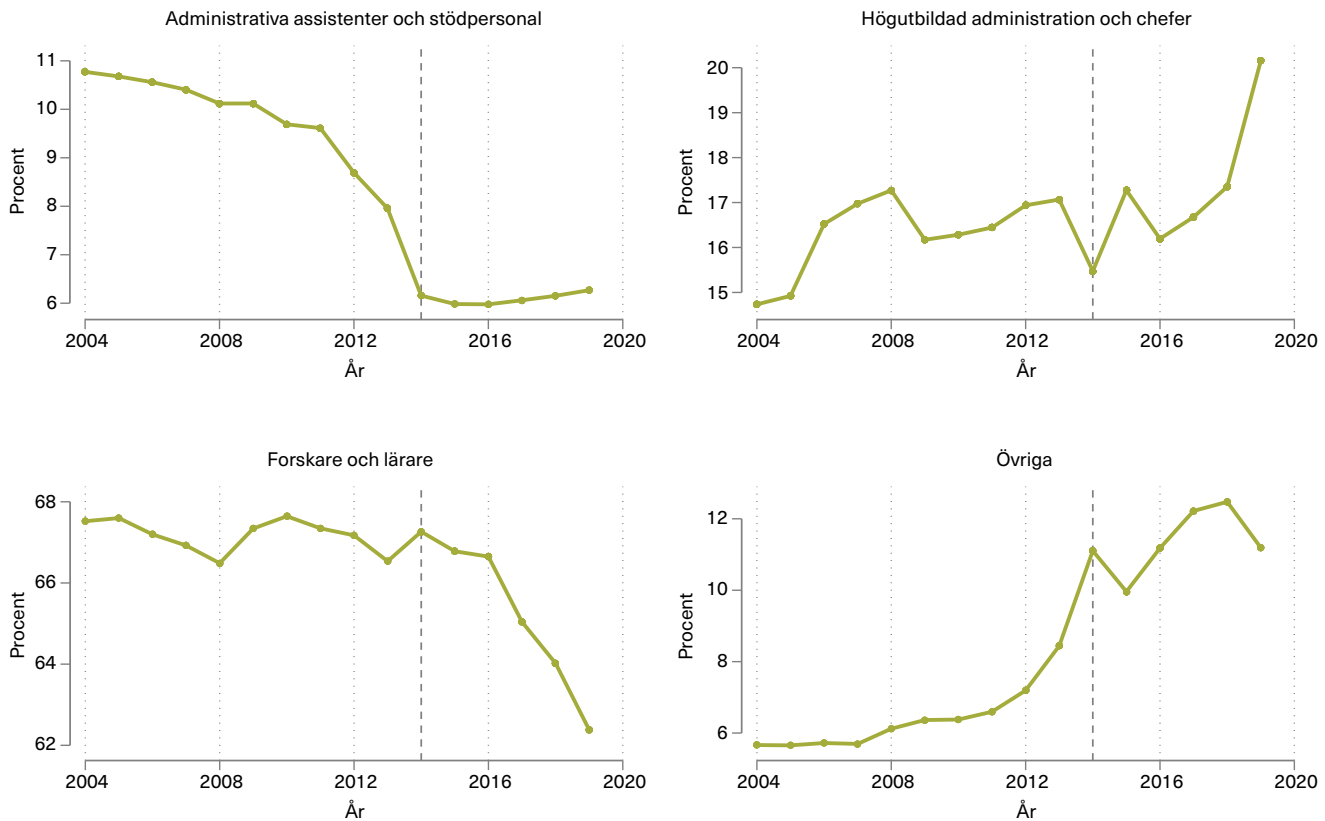 Administrativa assistenter och stödpersonal
Procent
11
10
9
8
7
6
2004 2008 2012 2016 2020
År
Högutbildad administration och chefer
Procent
20
19
18
17
16
15
2004 2008 2012 2016 2020
År
Forskare och lärare
Procent
68
66
64
62
2004 2008 2012 2016 2020
År
Övriga
Procent
12
10
8
6
2004 2008 2012 2016 2020
År